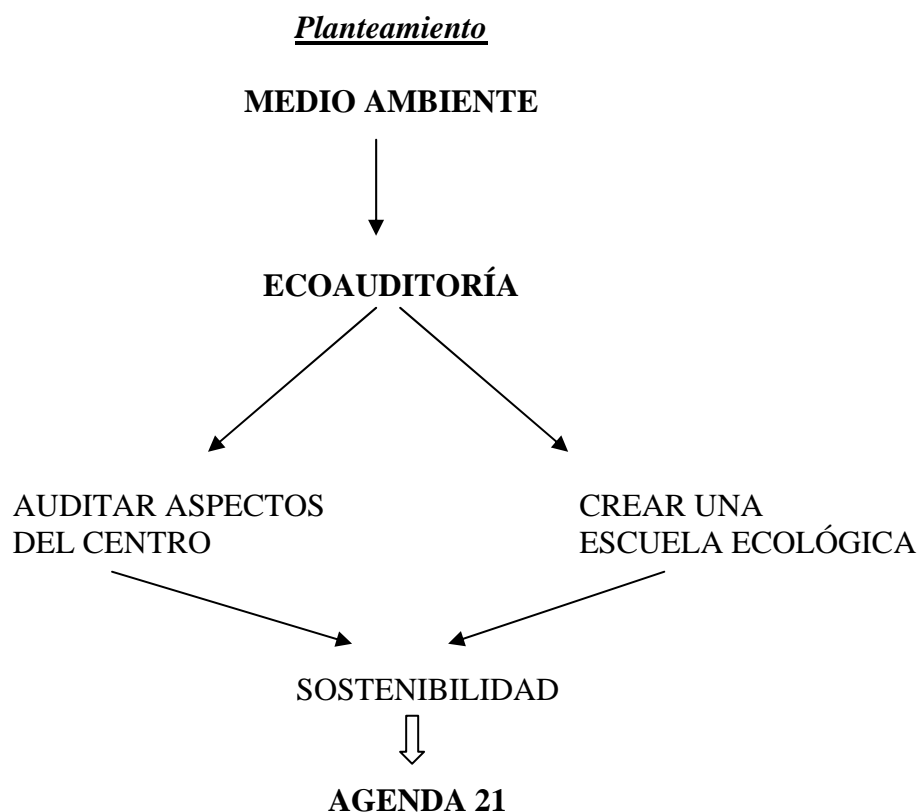 Planteamiento
MEDIO AMBIENTE
ECOAUDITORÍA
AUDITAR ASPECTOS
DEL CENTRO
CREAR UNA
ESCUELA ECOLÓGICA
SOSTENIBILIDAD
AGENDA 21